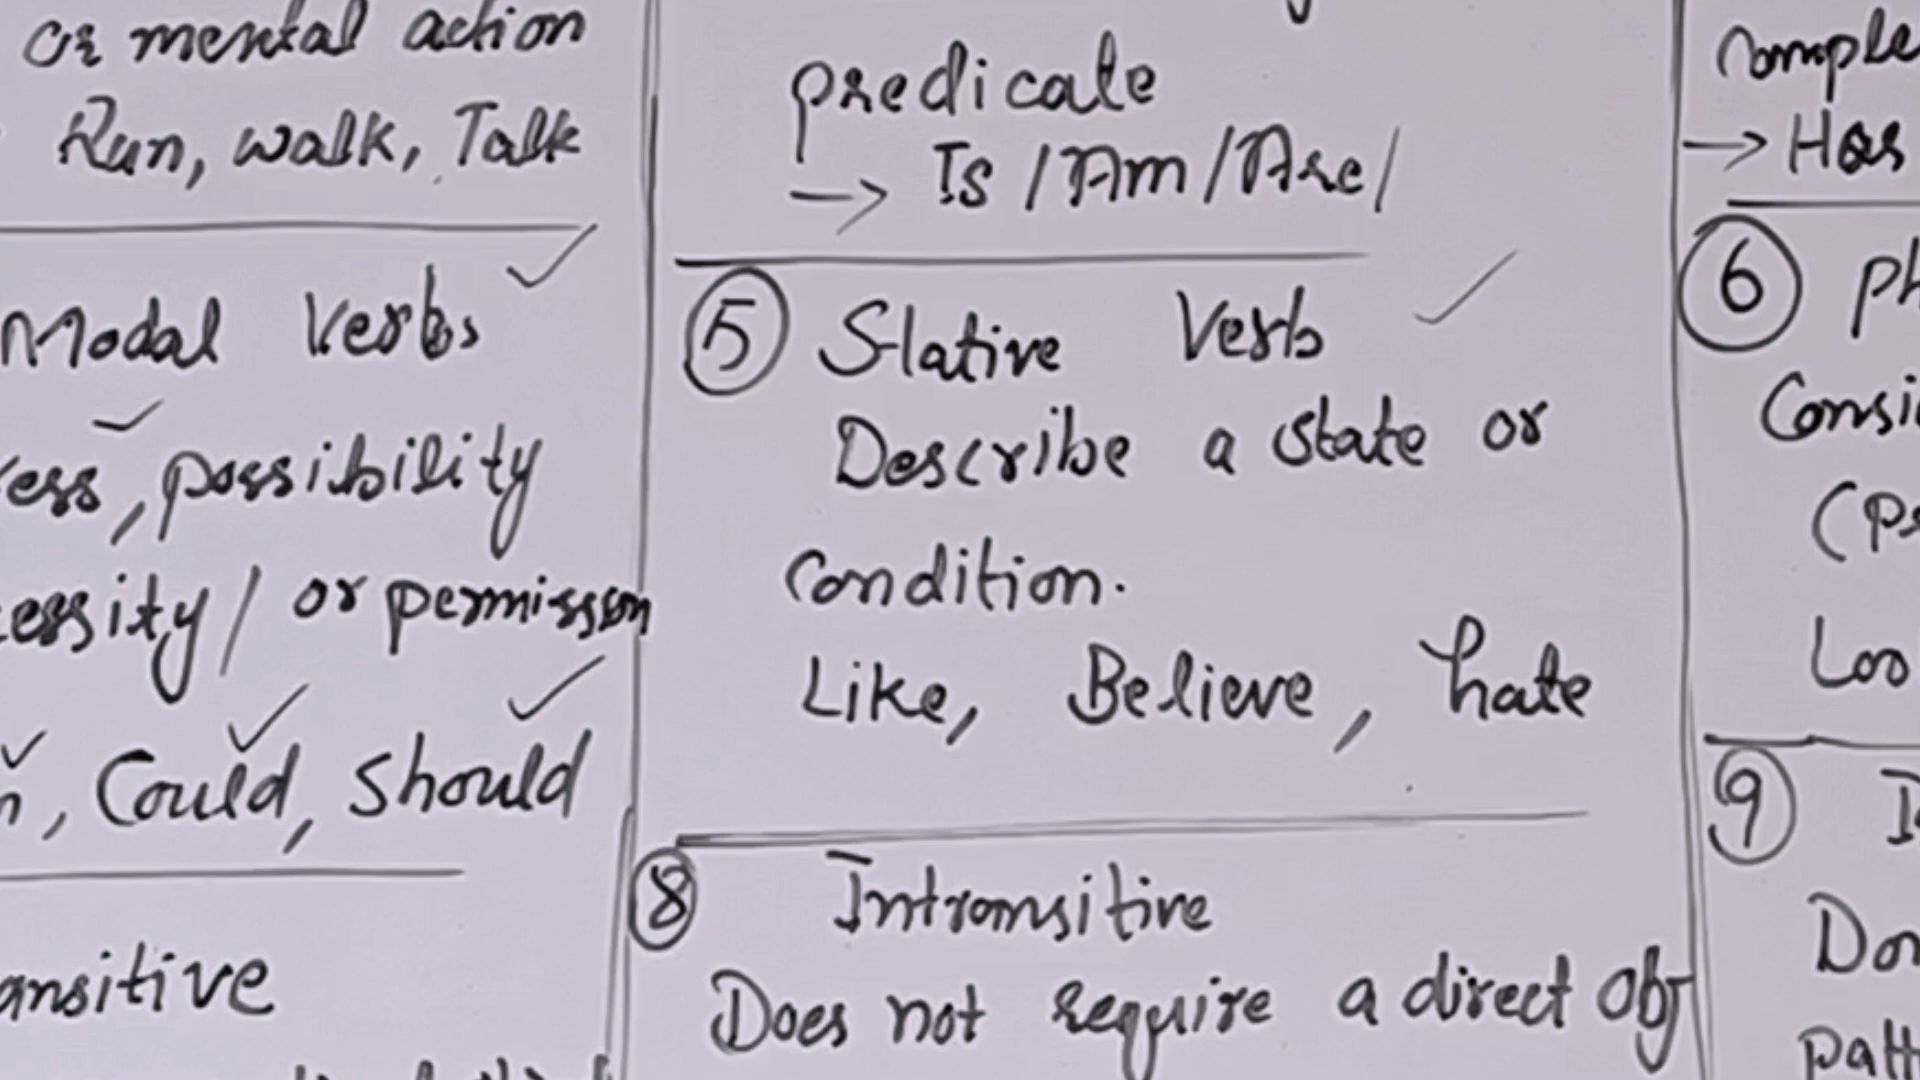 or mental action
Run, walk, Talk
Modal Verbs
possibility
or permisson
Could, should
predicate
→ Is / Am / Are /
5 Stative Verb
Describe a state or
Condition.
Like, Believe, hate
8 Intransitive
Does not require a direct obj
→ Has
6
9